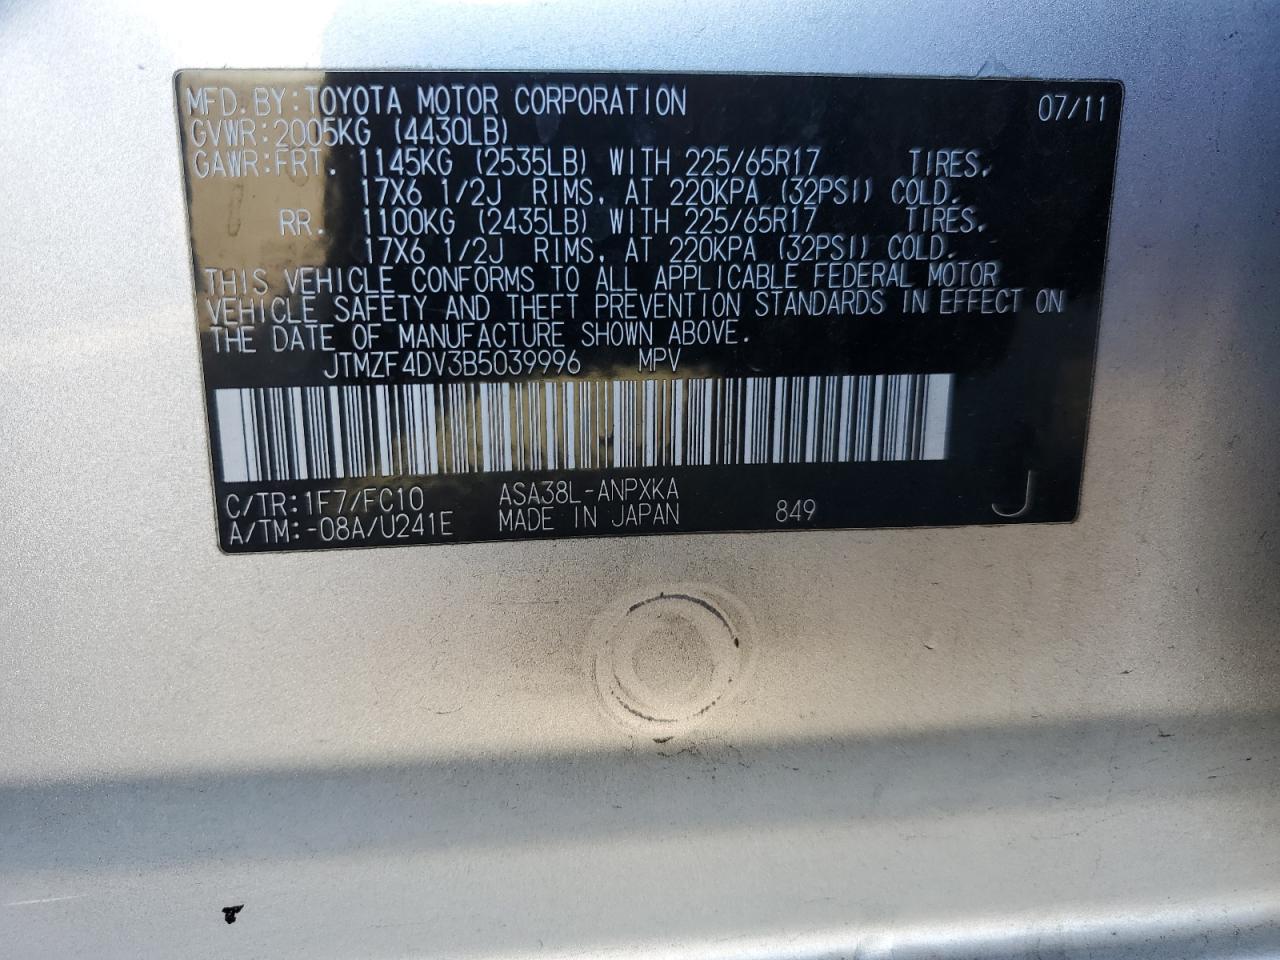 MFD.BY:TOYOTA MOTOR CORPORATION 07/11
GVWR:2005KG (4430LB)
GAWR:FRT. 1145KG (2535LB) WITH 225/65R17 TIRES,
17X6 1/2J RIMS, AT 220KPA (32PSI) COLD.
RR. 1100KG (2435LB) WITH 225/65R17 TIRES,
17X6 1/2J RIMS, AT 220KPA (32PSI) COLD.
THIS VEHICLE CONFORMS TO ALL APPLICABLE FEDERAL MOTOR
VEHICLE SAFETY AND THEFT PREVENTION STANDARDS IN EFFECT ON
THE DATE OF MANUFACTURE SHOWN ABOVE.
JTMZF4DV3B5039996 MPV
C/TR:1F7/FC10 ASA38L-ANPXKA
A/TM:-08A/U241E MADE IN JAPAN 849 J